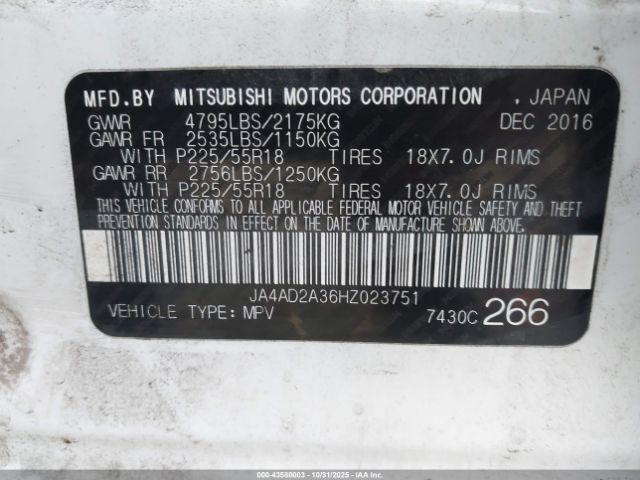 MFD.BY MITSUBISHI MOTORS CORPORATION . JAPAN
GVWR 4795LBS/2175KG DEC 2016
GAWR FR 2535LBS/1150KG
WITH P225/55R18 TIRES 18X7.0J RIMS
GAWR RR 2756LBS/1250KG
WITH P225/55R18 TIRES 18X7.0J RIMS
THIS VEHICLE CONFORMS TO ALL APPLICABLE FEDERAL MOTOR VEHICLE SAFETY AND THEFT
PREVENTION STANDARDS IN EFFECT ON THE DATE OF MANUFACTURE SHOWN ABOVE.
JA4AD2A36HZ023751
VEHICLE TYPE: MPV 7430C 266
000-43580003 - 10/31/2025 - IAAI.CA